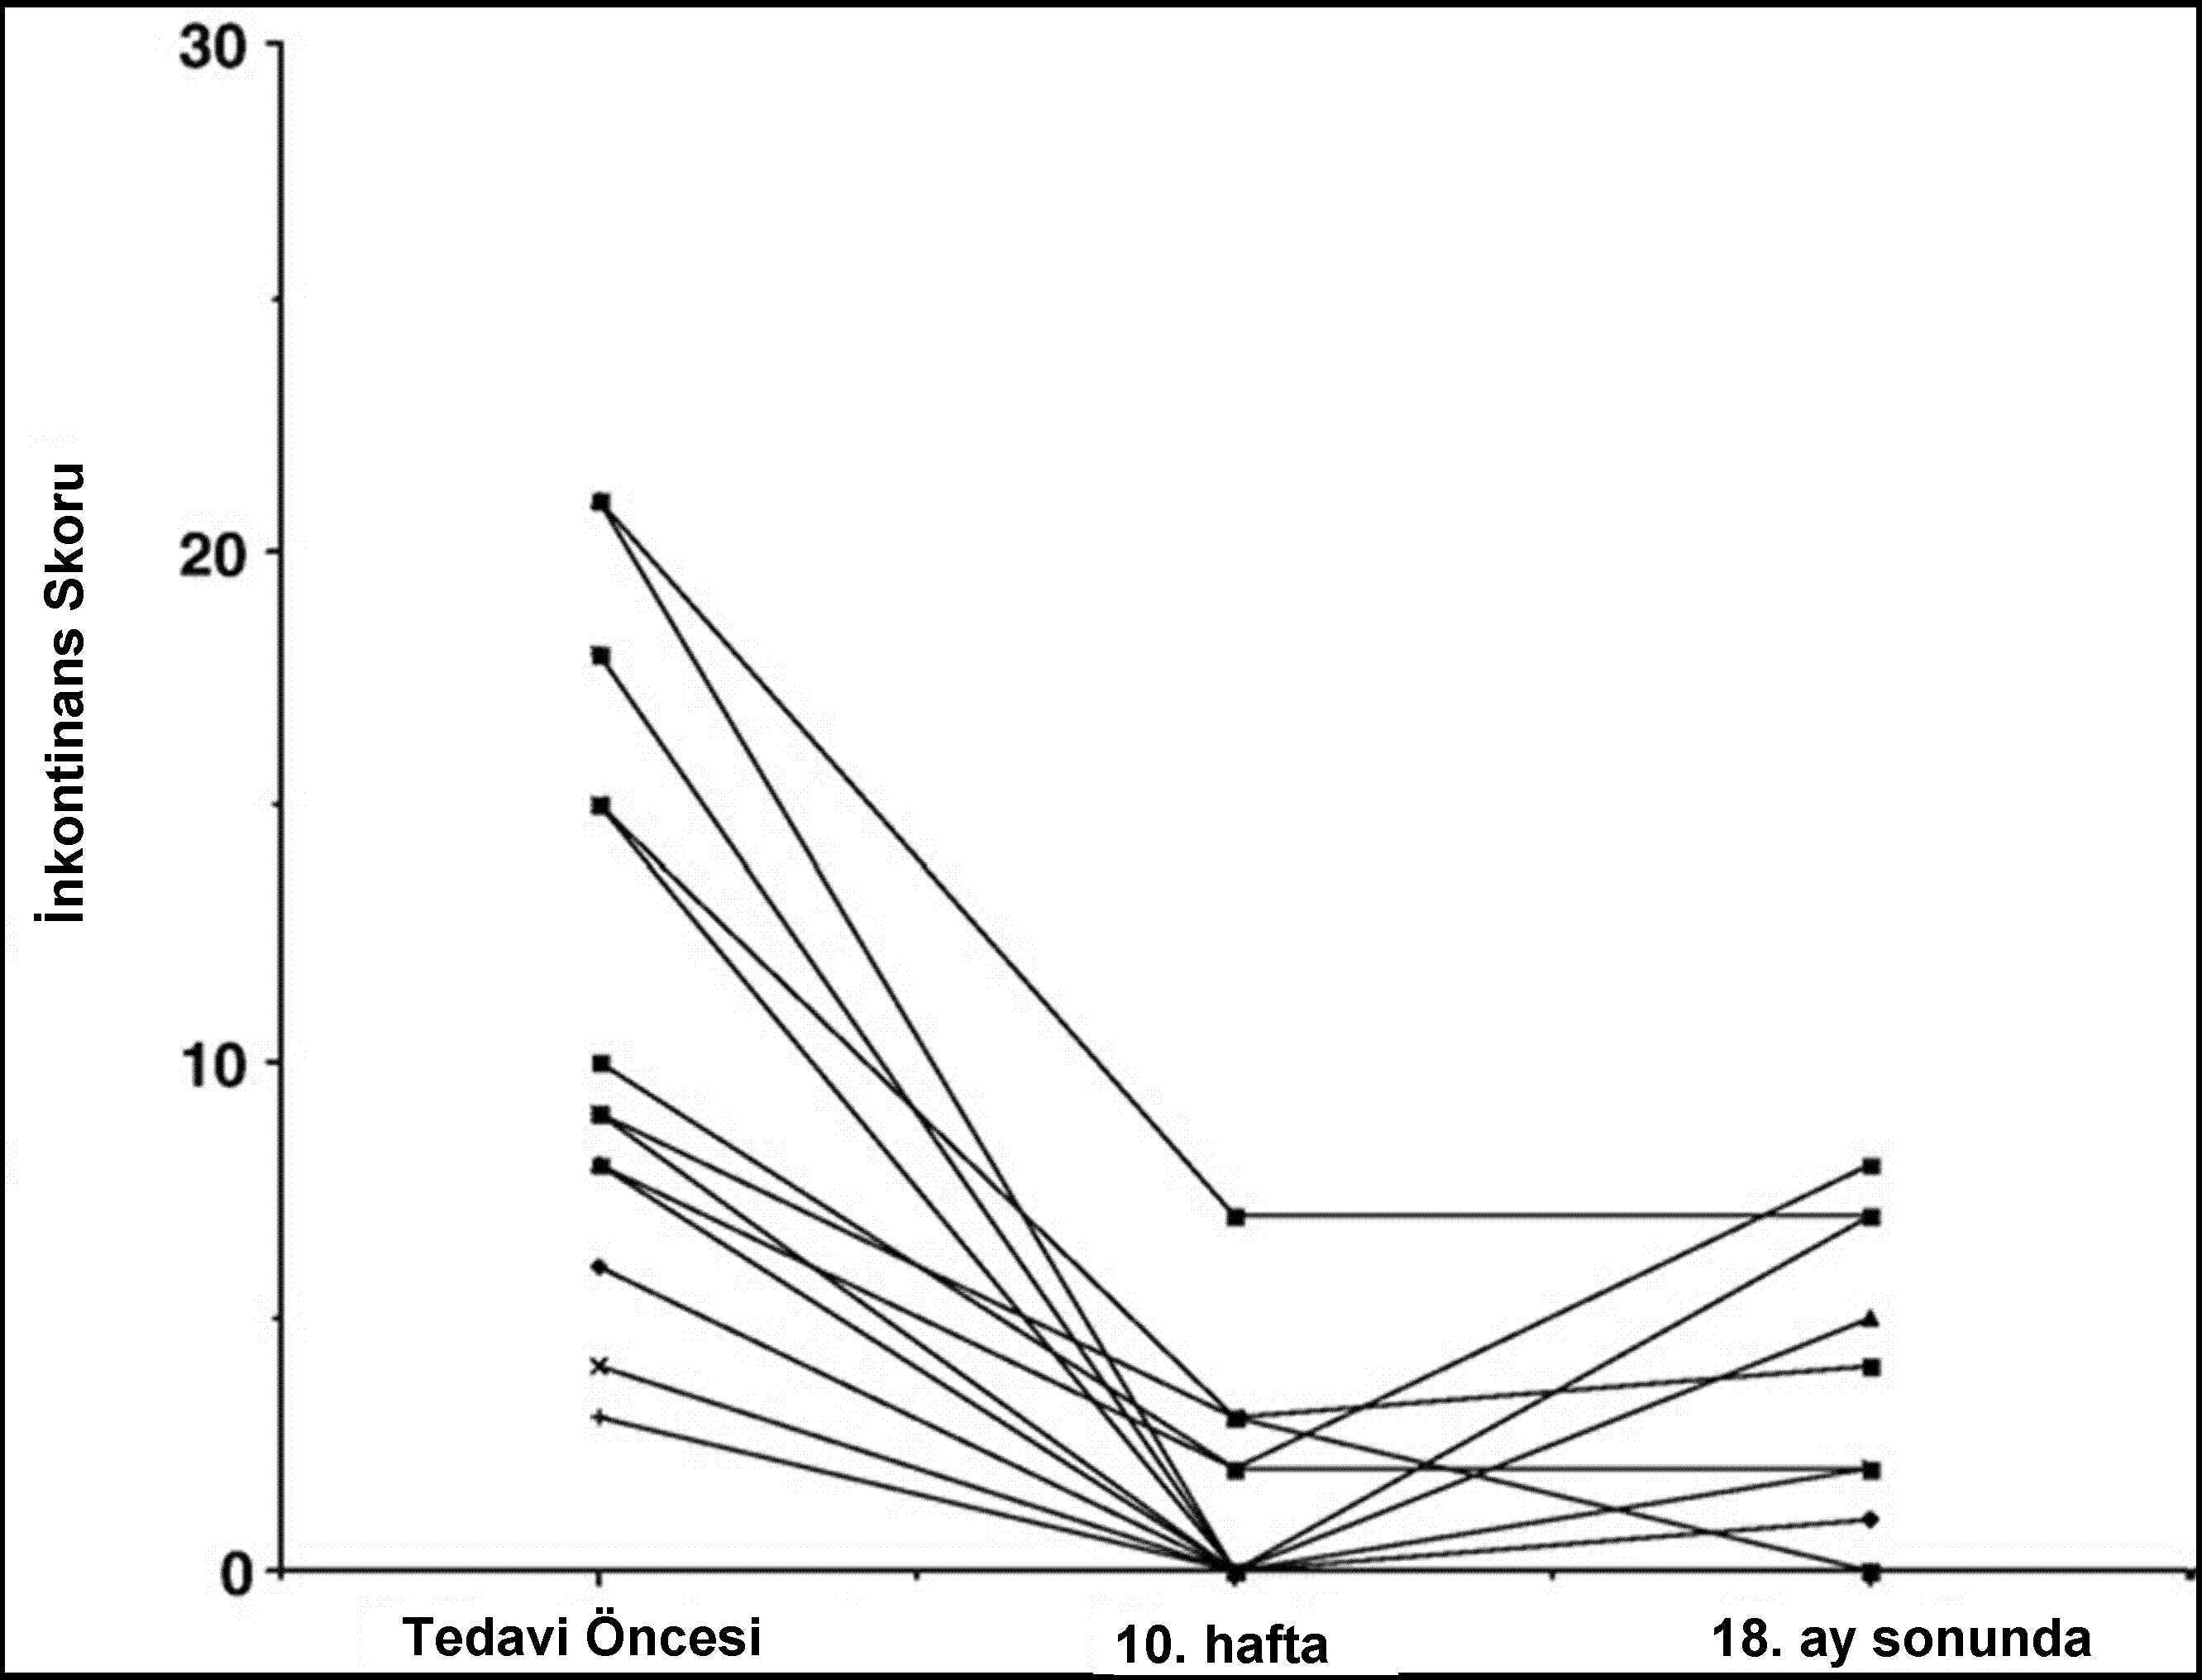 30
20
10
0
İnkontinans Skoru
Tedavi Öncesi
10. hafta
18. ay sonunda